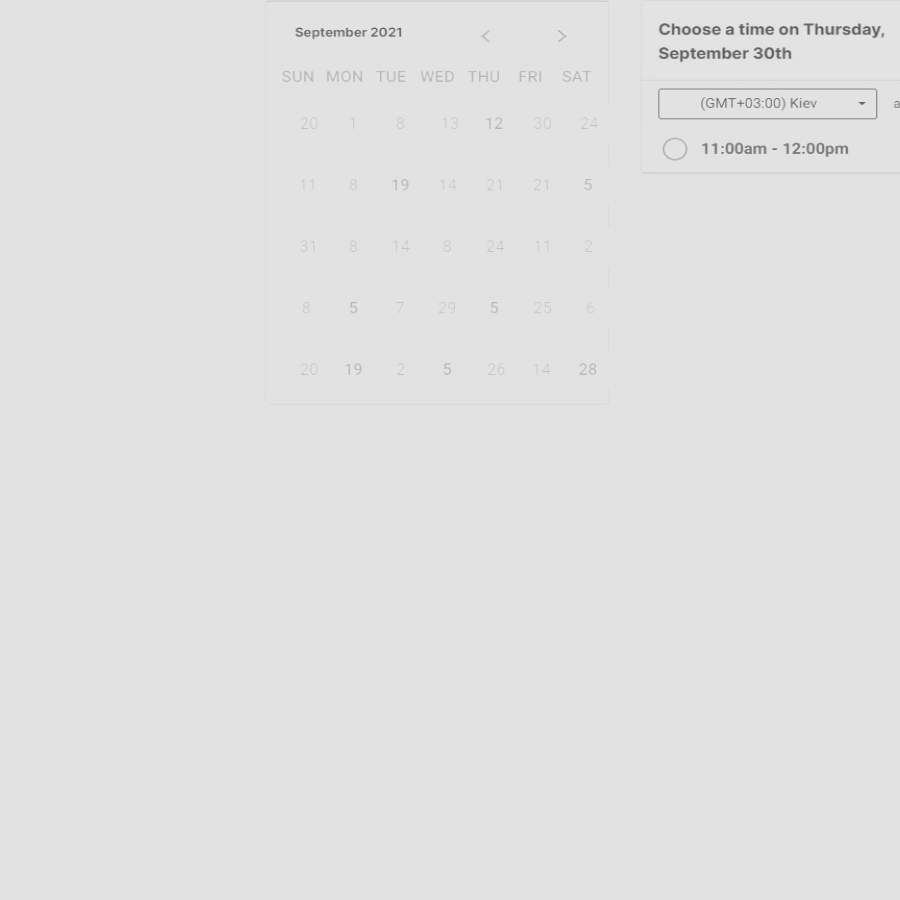 September 2021
SUN MON TUE WED THU FRI SAT
20 1 8 13 12 30 24
11 8 19 14 21 21 5
31 8 14 8 24 11 2
8 5 7 29 5 25 6
20 19 2 5 26 14 28
Choose a time on Thursday,
September 30th
(GMT+03:00) Kiev
11:00am - 12:00pm